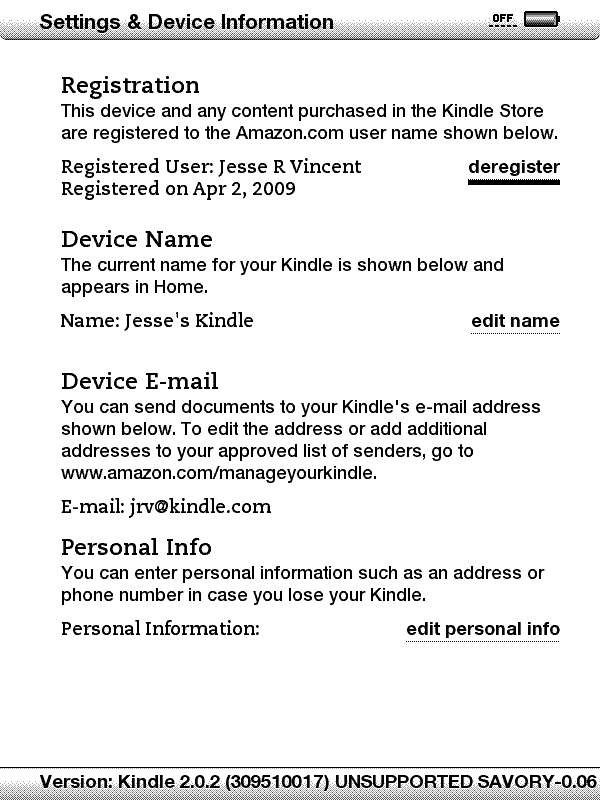 Settings & Device Information
OFF
Registration
This device and any content purchased in the Kindle Store
are registered to the Amazon.com user name shown below.
Registered User: Jesse R Vincent
deregister
Registered on Apr 2, 2009
Device Name
The current name for your Kindle is shown below and
appears in Home.
Name: Jesse's Kindle
edit name
Device E-mail
You can send documents to your Kindle's e-mail address
shown below. To edit the address or add additional
addresses to your approved list of senders, go to
www.amazon.com/manageyourkindle.
E-mail: jrv@kindle.com
Personal Info
You can enter personal information such as an address or
phone number in case you lose your Kindle.
Personal Information:
edit personal info
Version: Kindle 2.0.2 (309510017) UNSUPPORTED SAVORY-0.06